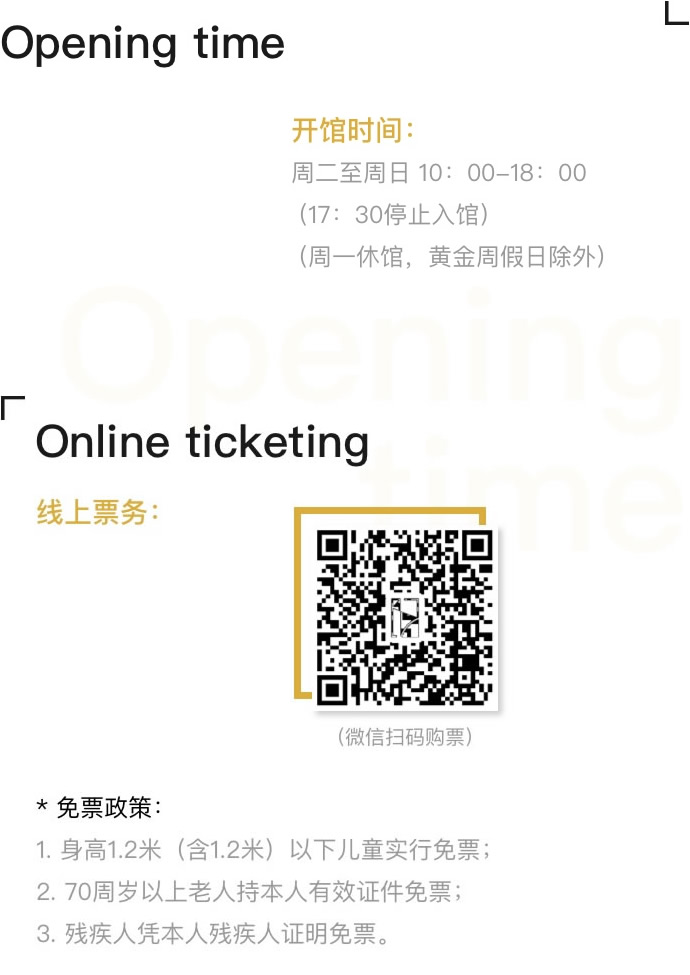 Opening time
开馆时间：
周二至周日 10：00-18：00
（17：30停止入馆）
（周一休馆，黄金周假日除外）
Opening
time
Online ticketing
线上票务：
（微信扫码购票）
* 免票政策：
1. 身高1.2米（含1.2米）以下儿童实行免票；
2. 70周岁以上老人持本人有效证件免票；
3. 残疾人凭本人残疾人证明免票。